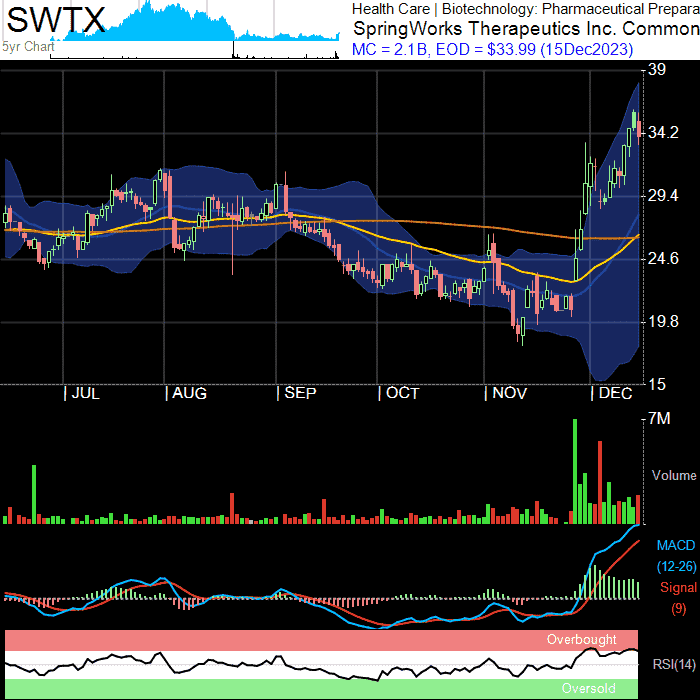 SWTX
5yr Chart
Health Care | Biotechnology: Pharmaceutical Prepara
SpringWorks Therapeutics Inc. Common
MC = 2.1B, EOD = $33.99 (15Dec2023)
39
34.2
29.4
24.6
19.8
15
| JUL | AUG | SEP | OCT | NOV | DEC
7M
Volume
MACD
(12-26)
Signal
(9)
Overbought
RSI(14)
Oversold